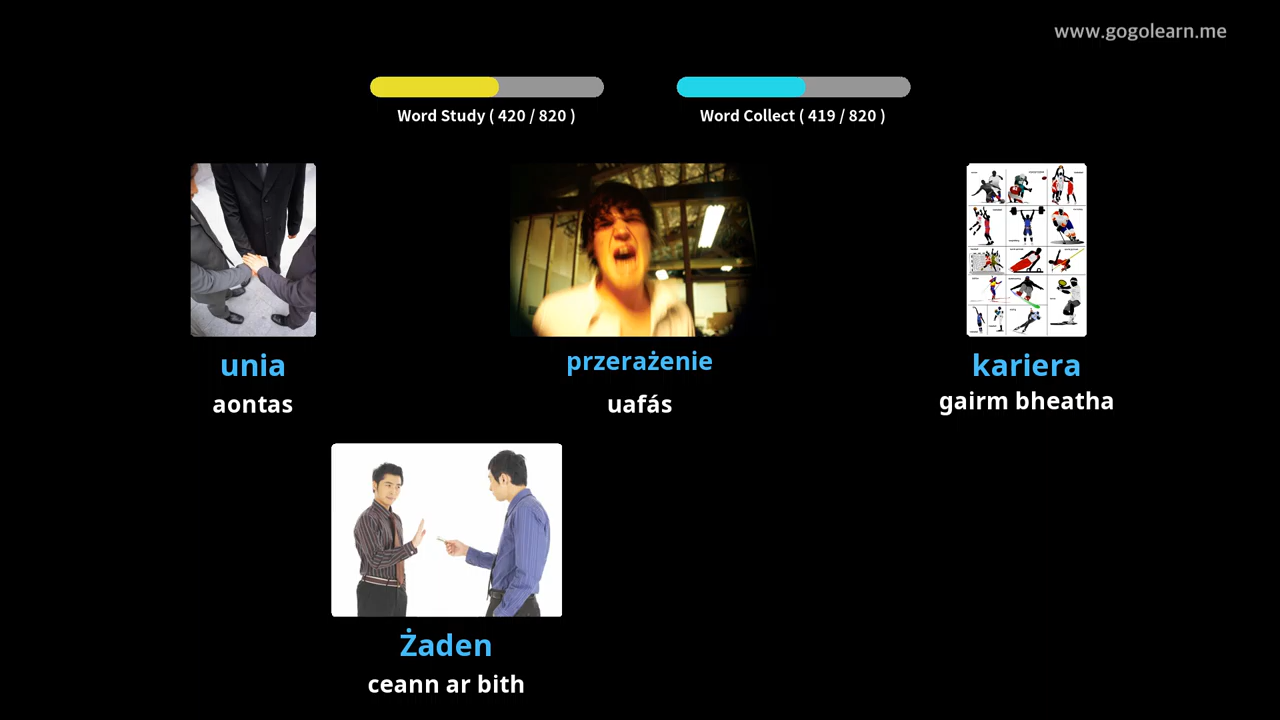 www.gogolearn.me
Word Study ( 420 / 820 )
Word Collect ( 419 / 820 )
unia
przerażenie
kariera
aontas
uafás
gairm bheatha
Żaden
ceann ar bith